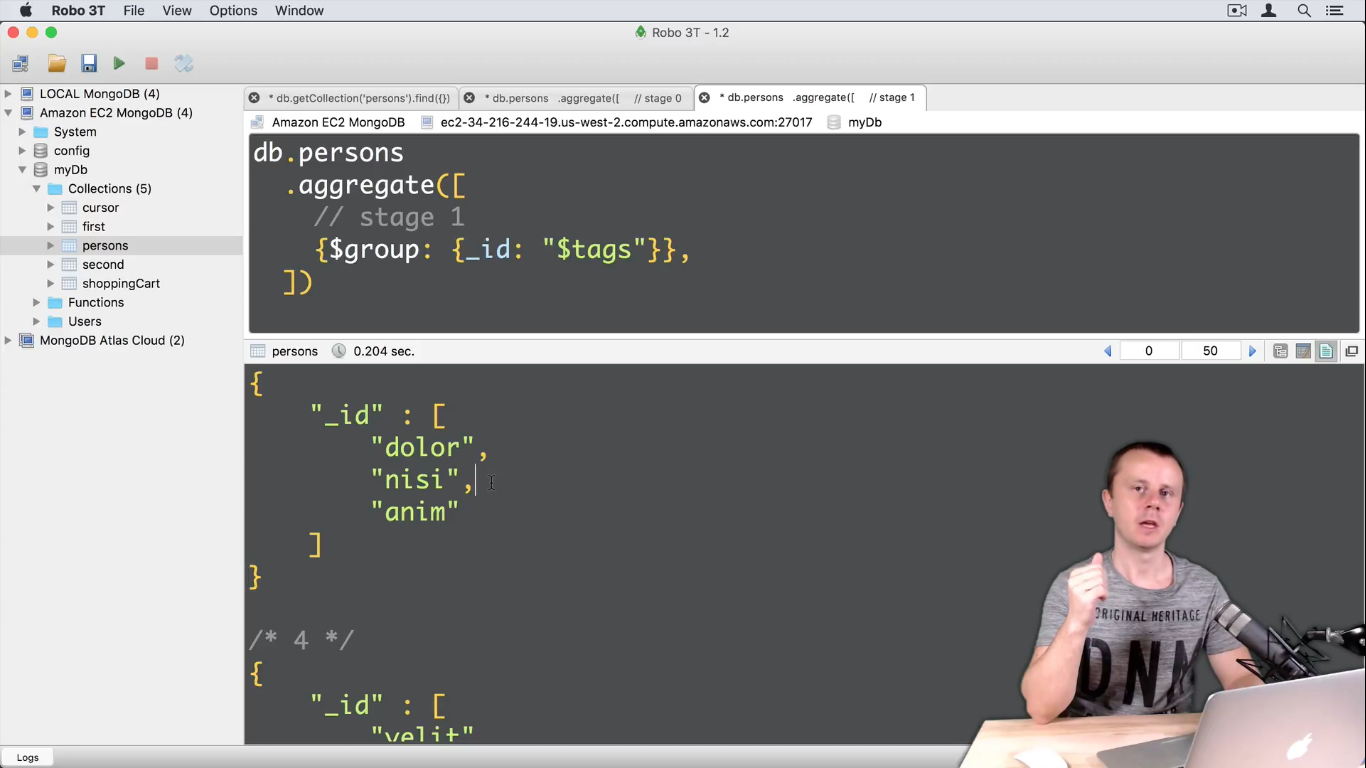 Robo 3T File View Options Window
Robo 3T - 1.2
LOCAL MongoDB (4)
Amazon EC2 MongoDB (4)
System
config
myDb
Collections (5)
cursor
first
persons
second
shoppingCart
Functions
Users
MongoDB Atlas Cloud (2)
* db.getCollection('persons').find({}) * db.persons .aggregate([ // stage 0 * db.persons .aggregate([ // stage 1
Amazon EC2 MongoDB ec2-34-216-244-19.us-west-2.compute.amazonaws.com:27017 myDb
db.persons
.aggregate([
// stage 1
{$group: {_id: "$tags"}},
])
persons 0.204 sec. 0 50
{
"_id" : [
"dolor",
"nisi",
"anim"
]
}
/* 4 */
{
"_id" : [
"velit"
ORIGINAL HERITAGE
DNM
Logs